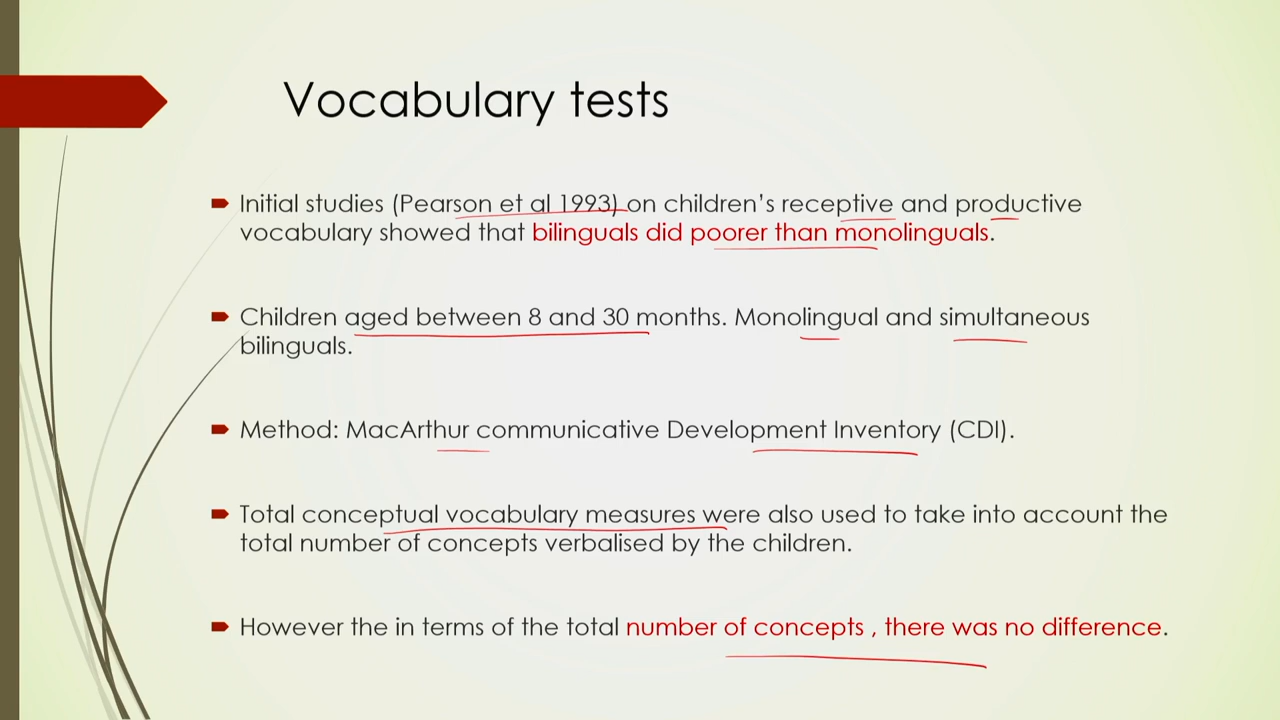 Vocabulary tests
Initial studies (Pearson et al 1993) on children's receptive and productive
vocabulary showed that bilinguals did poorer than monolinguals.
Children aged between 8 and 30 months. Monolingual and simultaneous
bilinguals.
Method: MacArthur communicative Development Inventory (CDI).
Total conceptual vocabulary measures were also used to take into account the
total number of concepts verbalised by the children.
However the in terms of the total number of concepts , there was no difference.